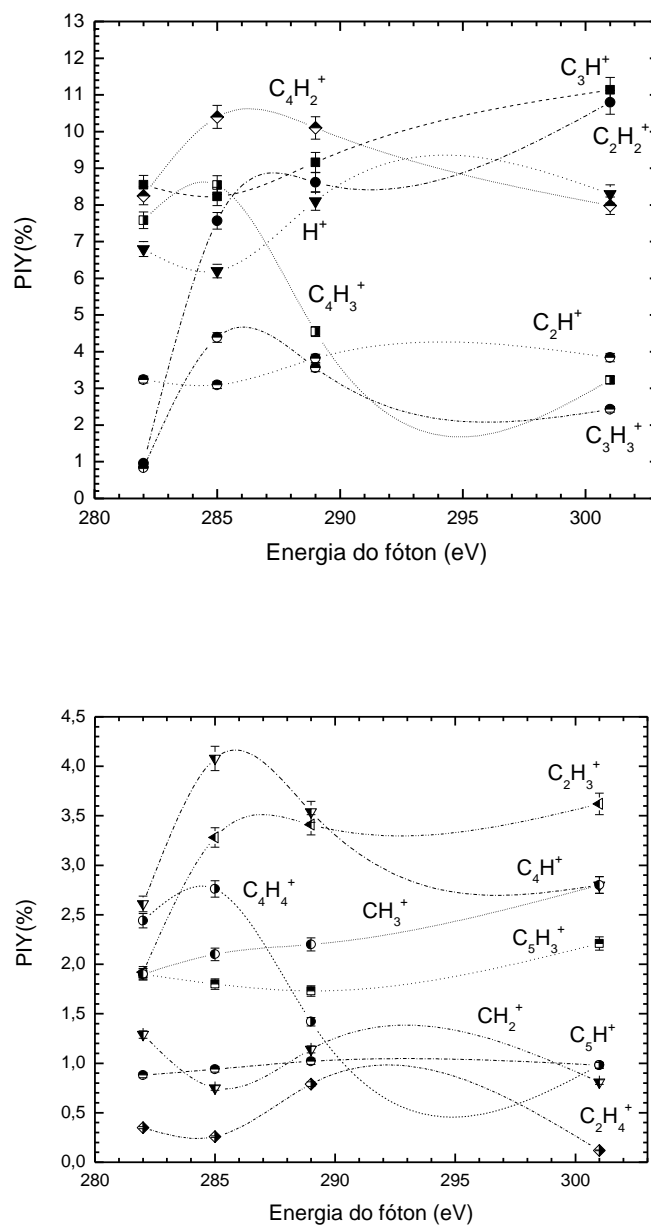 13
12
11
10
9
8
7
6
5
4
3
2
1
0
PIY(%)
C₄H₂⁺
C₃H⁺
C₂H₂⁺
H⁺
C₄H₃⁺
C₂H⁺
C₃H₃⁺
280 285 290 295 300
Energia do fóton (eV)
4,5
4,0
3,5
3,0
2,5
2,0
1,5
1,0
0,5
0,0
PIY(%)
C₂H₃⁺
C₄H₄⁺
C₄H⁺
CH₃⁺
C₅H₃⁺
CH₂⁺
C₅H⁺
C₂H₄⁺
280 285 290 295 300
Energia do fóton (eV)